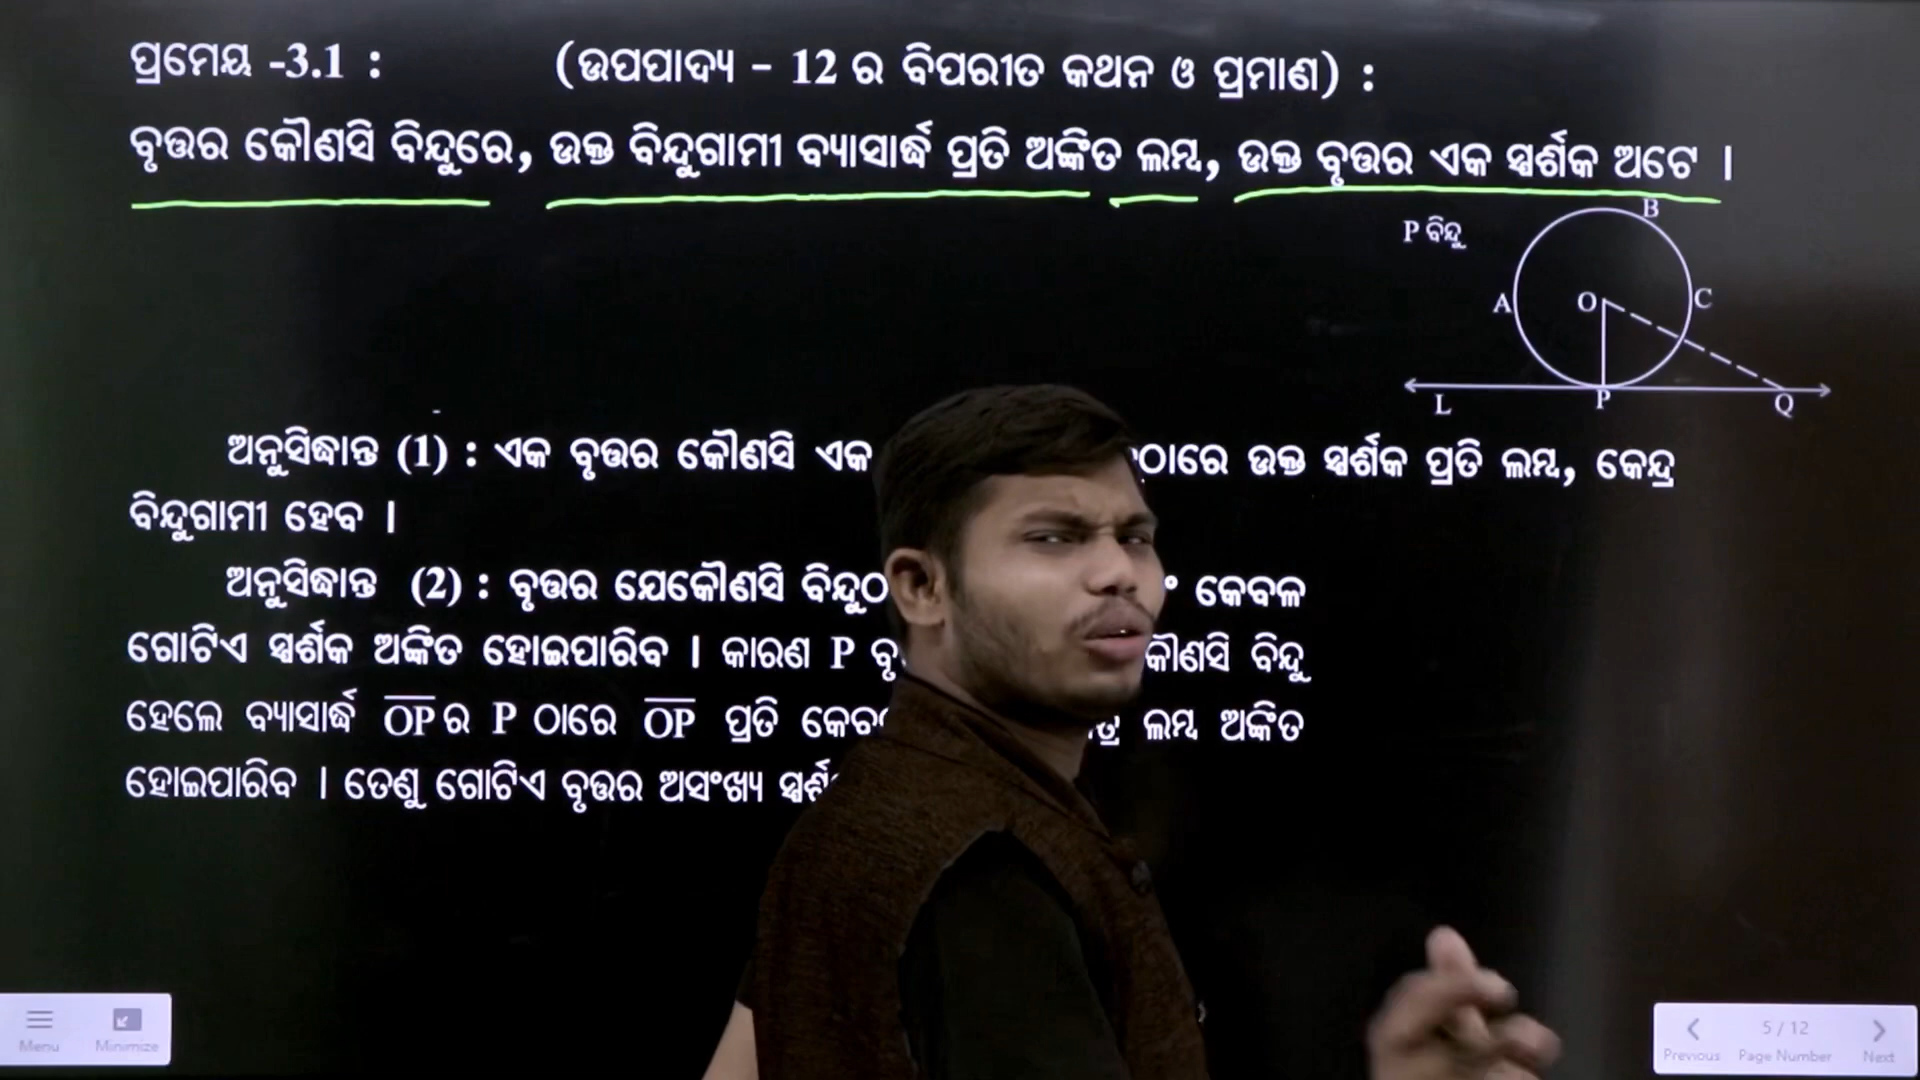 ପ୍ରମେୟ -3.1 : (ଉପପାଦ୍ୟ - 12 ର ବିପରୀତ କଥନ ଓ ପ୍ରମାଣ) :
ବୃତ୍ତର କୌଣସି ବିନ୍ଦୁରେ, ଉକ୍ତ ବିନ୍ଦୁଗାମୀ ବ୍ୟାସାର୍ଦ୍ଧ ପ୍ରତି ଅଙ୍କିତ ଲମ୍ବ, ଉକ୍ତ ବୃତ୍ତର ଏକ ସ୍ପର୍ଶକ ଅଟେ ।
B
P ବିନ୍ଦୁ
A O C
L P Q
ଅନୁସିଦ୍ଧାନ୍ତ (1) : ଏକ ବୃତ୍ତର କୌଣସି ଏକ ଠାରେ ଉକ୍ତ ସ୍ପର୍ଶକ ପ୍ରତି ଲମ୍ବ, କେନ୍ଦ୍ର
ବିନ୍ଦୁଗାମୀ ହେବ ।
ଅନୁସିଦ୍ଧାନ୍ତ (2) : ବୃତ୍ତର ଯେକୌଣସି କେବଳ
ଗୋଟିଏ ସ୍ପର୍ଶକ ଅଙ୍କିତ ହୋଇପାରିବ । କାରଣ P ବିନ୍ଦୁ
ହେଲେ ବ୍ୟାସାର୍ଦ୍ଧ O̅P̅ର P ଠାରେ O̅P̅ ପ୍ରତି ଲମ୍ବ ଅଙ୍କିତ
ହୋଇପାରିବ । ତେଣୁ ଗୋଟିଏ ବୃତ୍ତର ଅସଂଖ୍ୟ
Menu Minimize
5 / 12
Previous Page Number Next